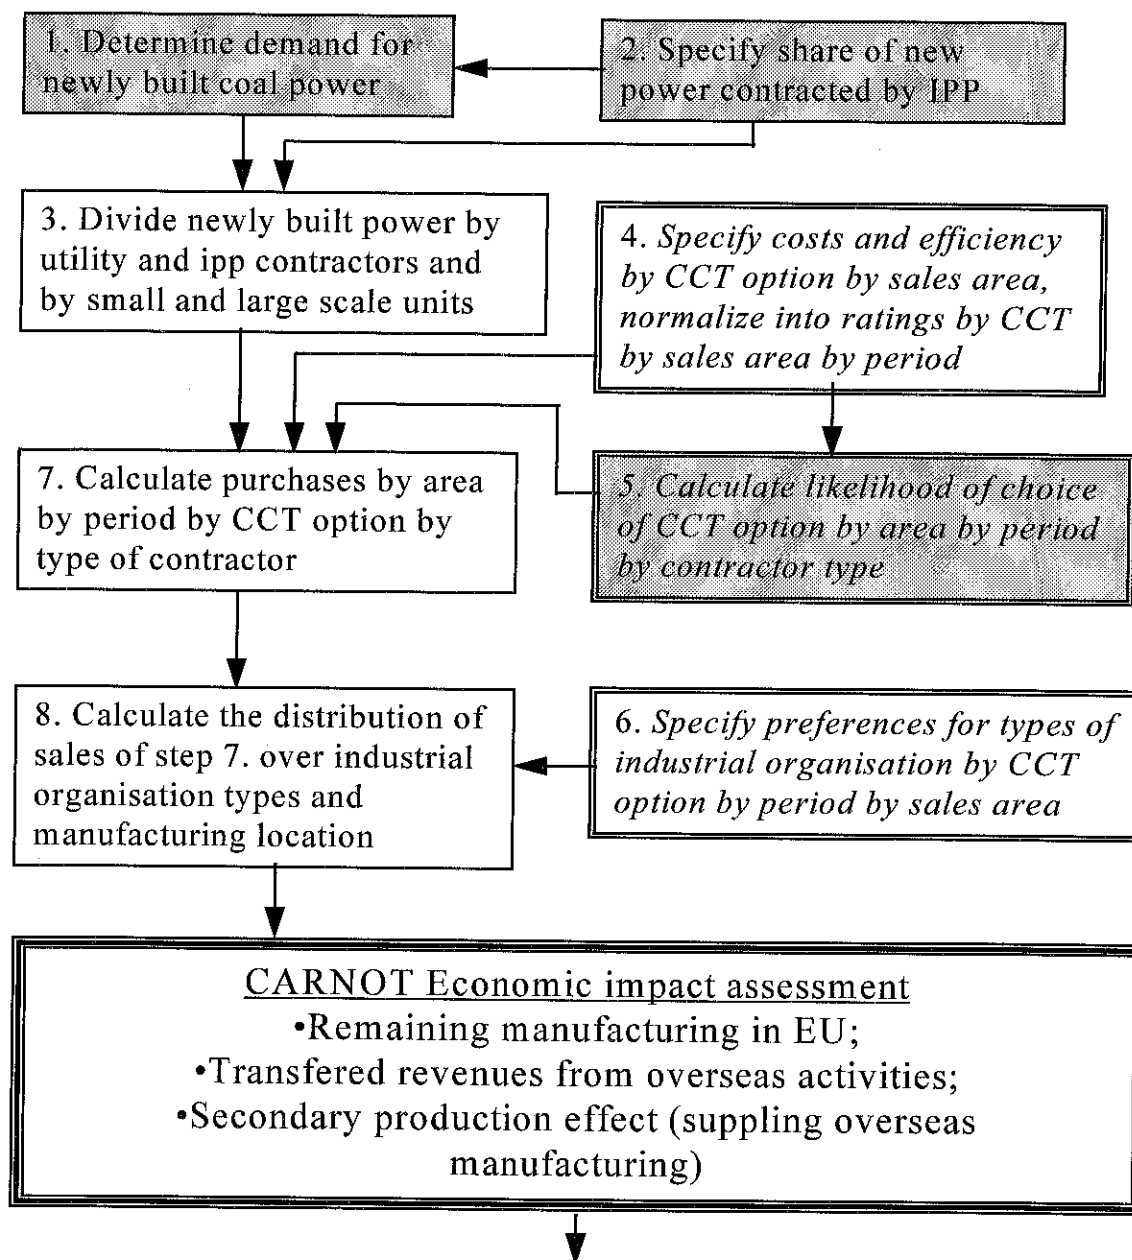 1. Determine demand for
newly built coal power
2. Specify share of new
power contracted by IPP
3. Divide newly built power by
utility and ipp contractors and
by small and large scale units
4. Specify costs and efficiency
by CCT option by sales area,
normalize into ratings by CCT
by sales area by period
7. Calculate purchases by area
by period by CCT option by
type of contractor
5. Calculate likelihood of choice
of CCT option by area by period
by contractor type
8. Calculate the distribution of
sales of step 7. over industrial
organisation types and
manufacturing location
6. Specify preferences for types of
industrial organisation by CCT
option by period by sales area
CARNOT Economic impact assessment
•Remaining manufacturing in EU;
•Transfered revenues from overseas activities;
•Secondary production effect (suppling overseas
manufacturing)